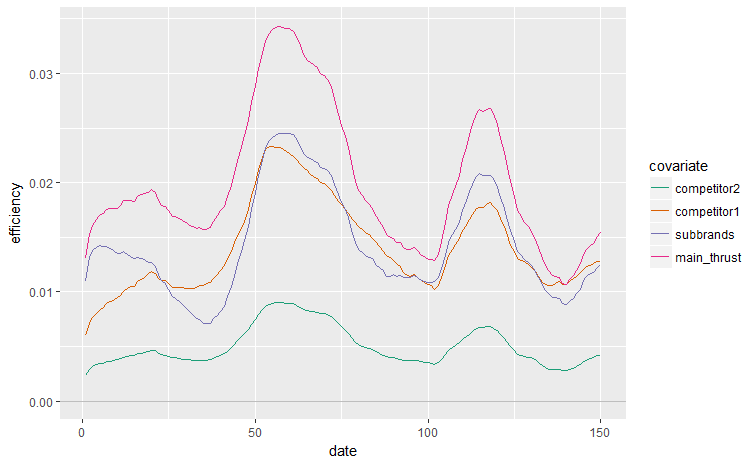 efficiency
0.03
0.02
0.01
0.00
0
50
100
150
date
covariate
competitor2
competitor1
subbrands
main_thrust